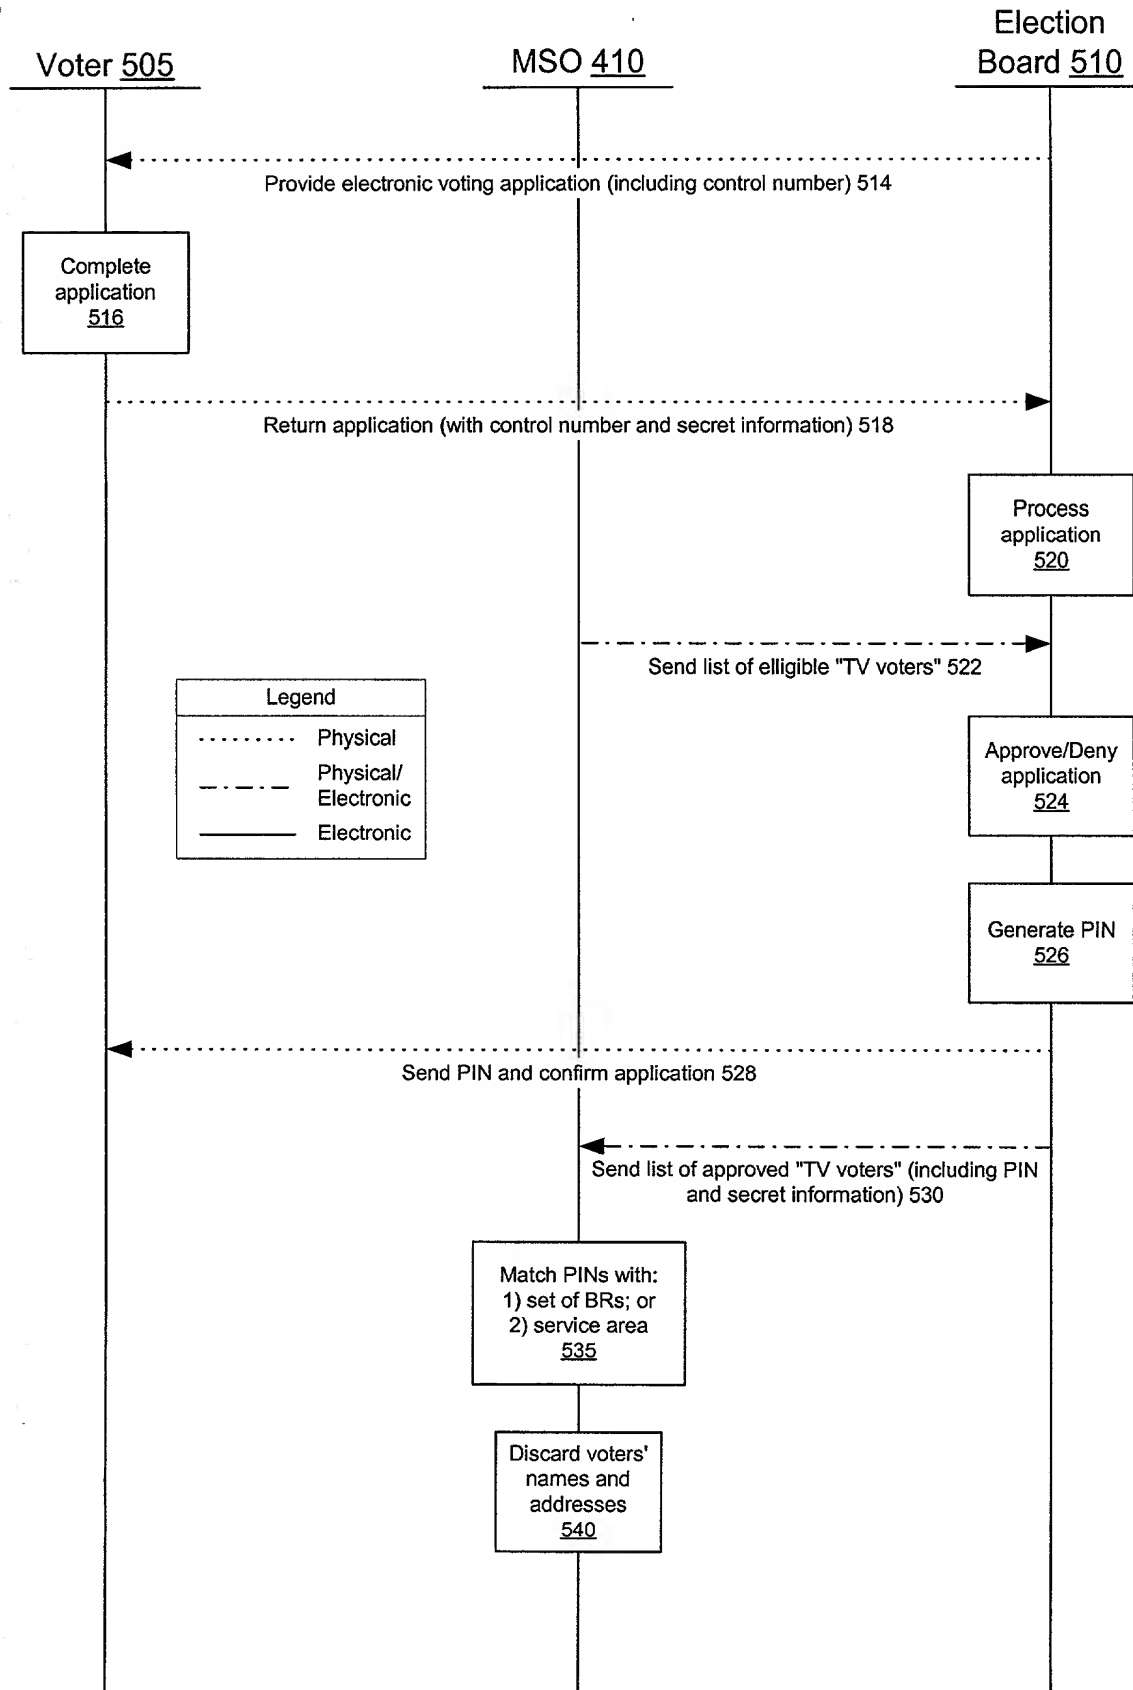 Voter 505
MSO 410
Election
Board 510
Provide electronic voting application (including control number) 514
Complete
application
516
Return application (with control number and secret information) 518
Process
application
520
Send list of elligible "TV voters" 522
Legend
Physical
Physical/
Electronic
Electronic
Approve/Deny
application
524
Generate PIN
526
Send PIN and confirm application 528
Send list of approved "TV voters" (including PIN
and secret information) 530
Match PINs with:
1) set of BRs; or
2) service area
535
Discard voters'
names and
addresses
540